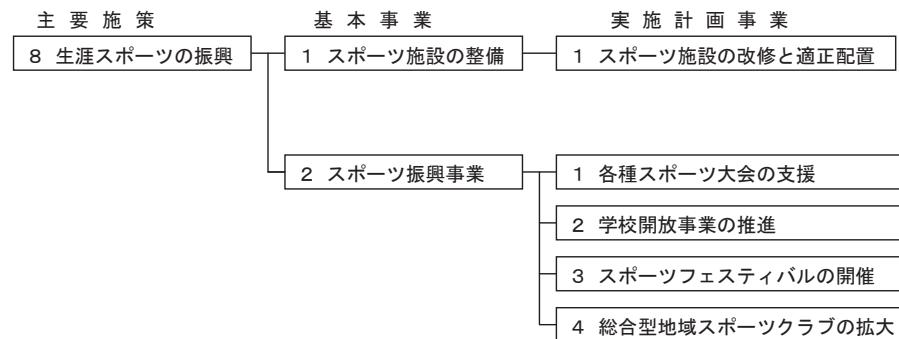 主要施策 基本事業 実施計画事業
8 生涯スポーツの振興 1 スポーツ施設の整備 1 スポーツ施設の改修と適正配置
2 スポーツ振興事業 1 各種スポーツ大会の支援
2 学校開放事業の推進
3 スポーツフェスティバルの開催
4 総合型地域スポーツクラブの拡大